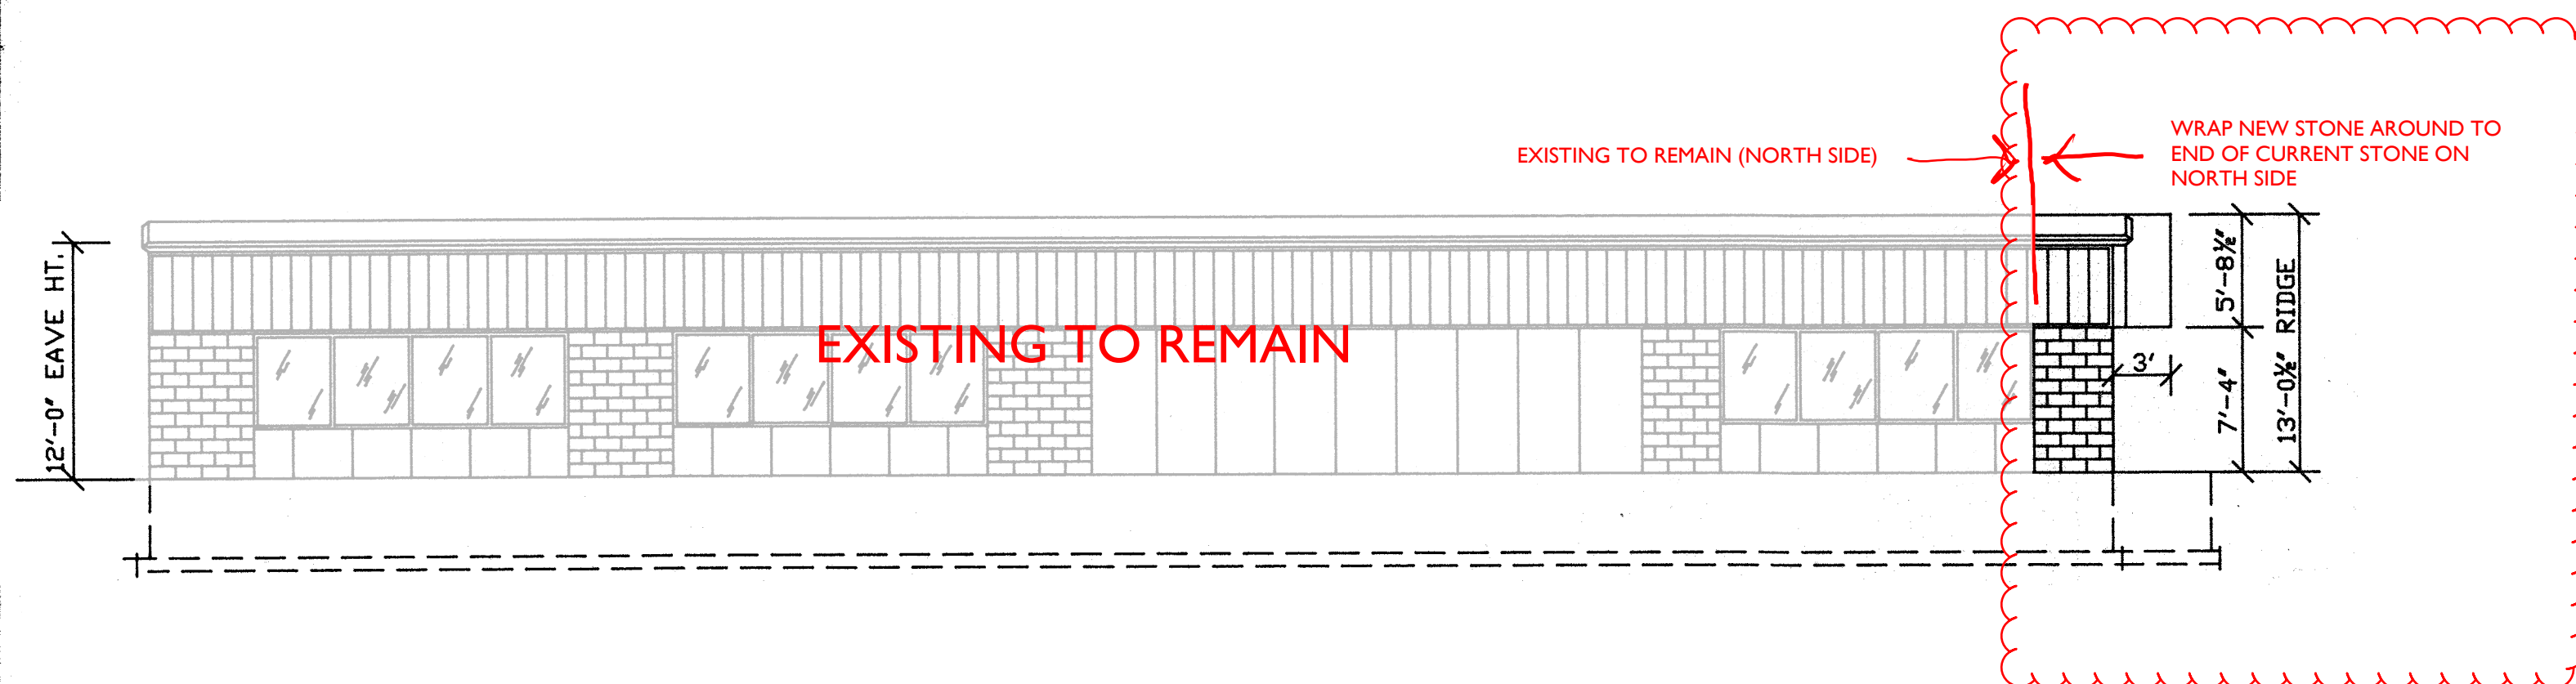 EXISTING TO REMAIN (NORTH SIDE)
WRAP NEW STONE AROUND TO
END OF CURRENT STONE ON
NORTH SIDE
12'-0" EAVE HT.
EXISTING TO REMAIN
5'-8½"
3'
7'-4"
13'-0½" RIDGE